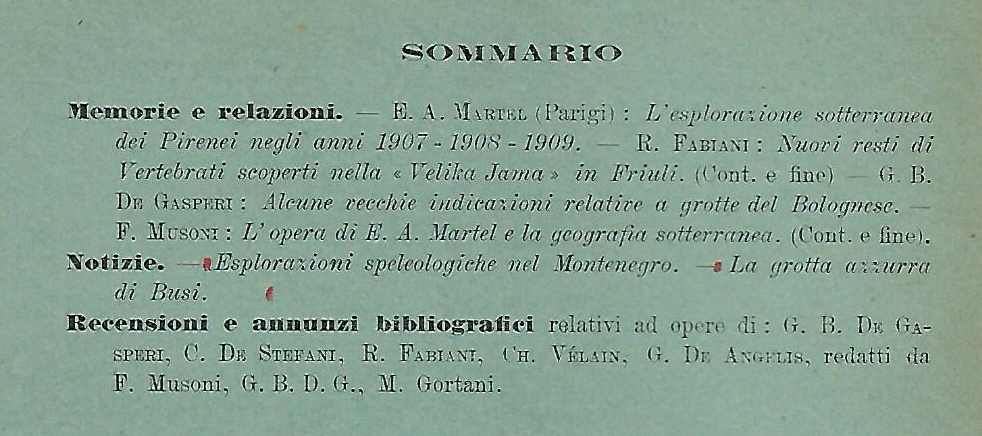 SOMMARIO
Memorie e relazioni. — E. A. MARTEL (Parigi) : L'esplorazione sotterranea
dei Pirenei negli anni 1907 - 1908 - 1909. — R. FABIANI : Nuovi resti di
Vertebrati scoperti nella « Velika Jama » in Friuli. (Cont. e fine) — G. B.
DE GASPERI : Alcune vecchie indicazioni relative a grotte del Bolognese. —
F. MUSONI : L'opera di E. A. Martel e la geografia sotterranea. (Cont. e fine).
Notizie. — Esplorazioni speleologiche nel Montenegro. — La grotta azzurra
di Busi.
Recensioni e annunzi bibliografici relativi ad opere di : G. B. DE GA-
SPERI, C. DE STEFANI, R. FABIANI, CH. VÉLAIN, G. DE ANGELIS, redatti da
F. Musoni, G. B. D. G., M. Gortani.